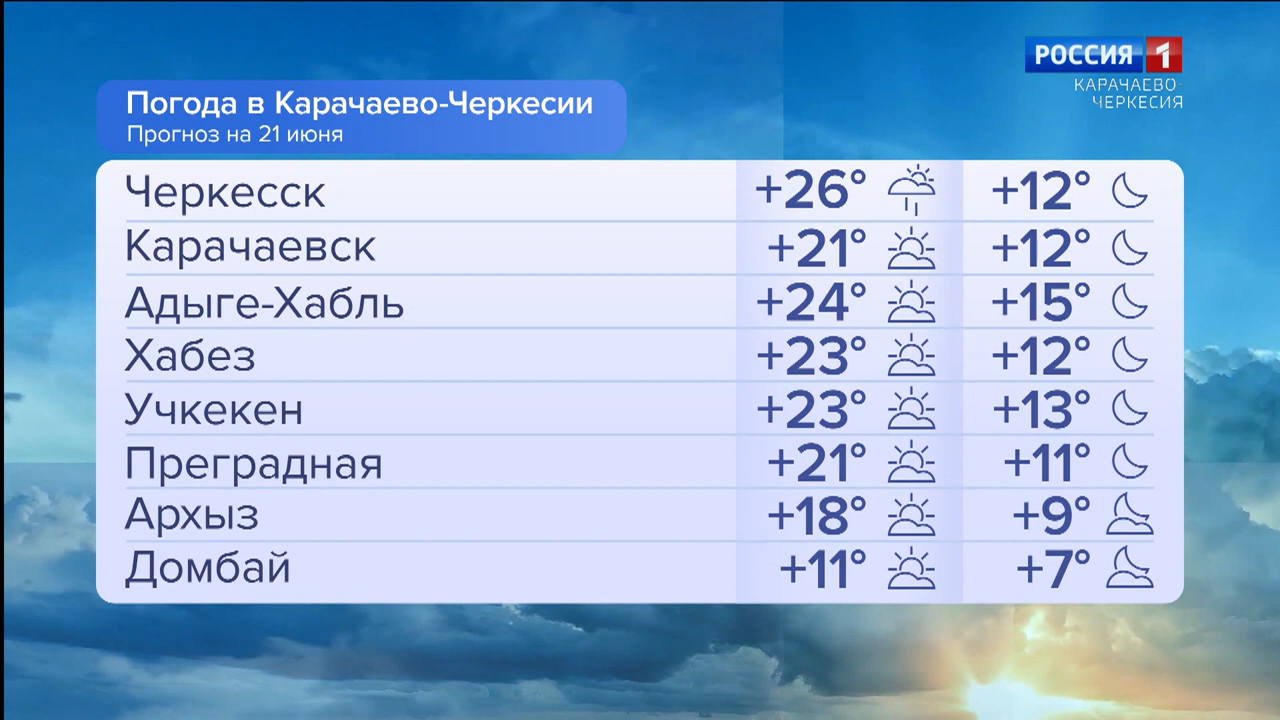 РОССИЯ 1
КАРАЧАЕВО-
ЧЕРКЕСИЯ
Погода в Карачаево-Черкесии
Прогноз на 21 июня
Черкесск +26° +12°
Карачаевск +21° +12°
Адыге-Хабль +24° +15°
Хабез +23° +12°
Учкекен +23° +13°
Преградная +21° +11°
Архыз +18° +9°
Домбай +11° +7°